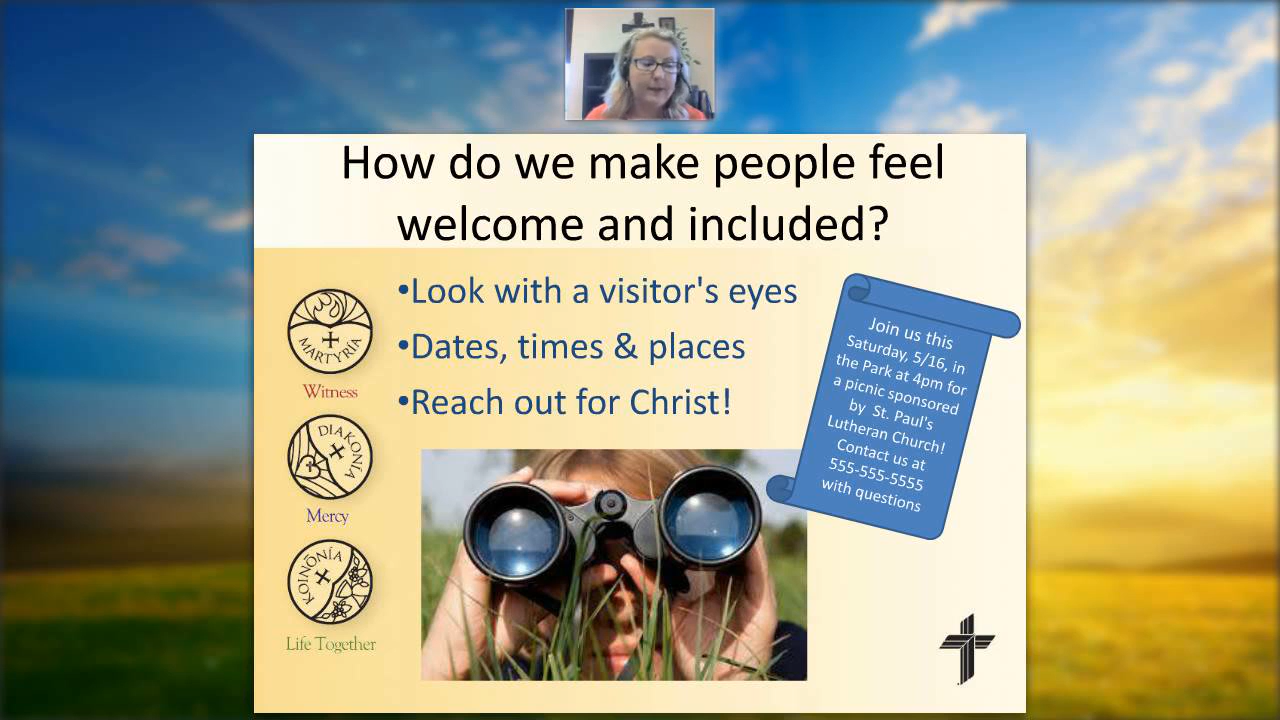 How do we make people feel
welcome and included?
•Look with a visitor's eyes
•Dates, times & places
•Reach out for Christ!
MARTYRIA
Witness
DIAKONIA
Mercy
KOINŌNÍA
Life Together
Join us this
Saturday, 5/16, in
the Park at 4pm for
a picnic sponsored
by St. Paul's
Lutheran Church!
Contact us at
555-555-5555
with questions